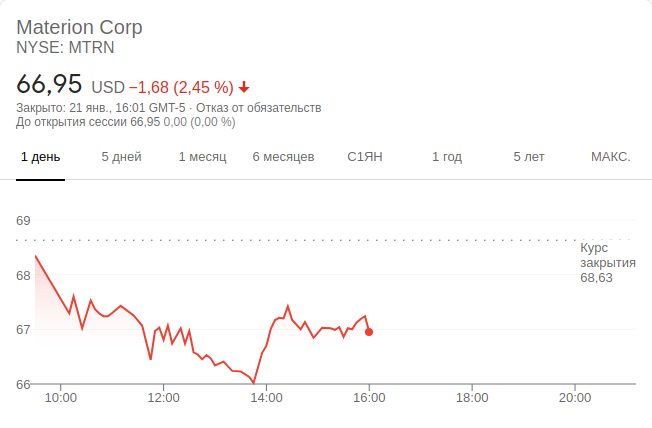 Materion Corp
NYSE: MTRN
66,95 USD −1,68 (2,45 %)
Закрыто: 21 янв., 16:01 GMT-5 · Отказ от обязательств
До открытия сессии 66,95 0,00 (0,00 %)
1 день 5 дней 1 месяц 6 месяцев С1ЯН 1 год 5 лет МАКС.
69
Курс
закрытия
68,63
68
67
66
10:00 12:00 14:00 16:00 18:00 20:00